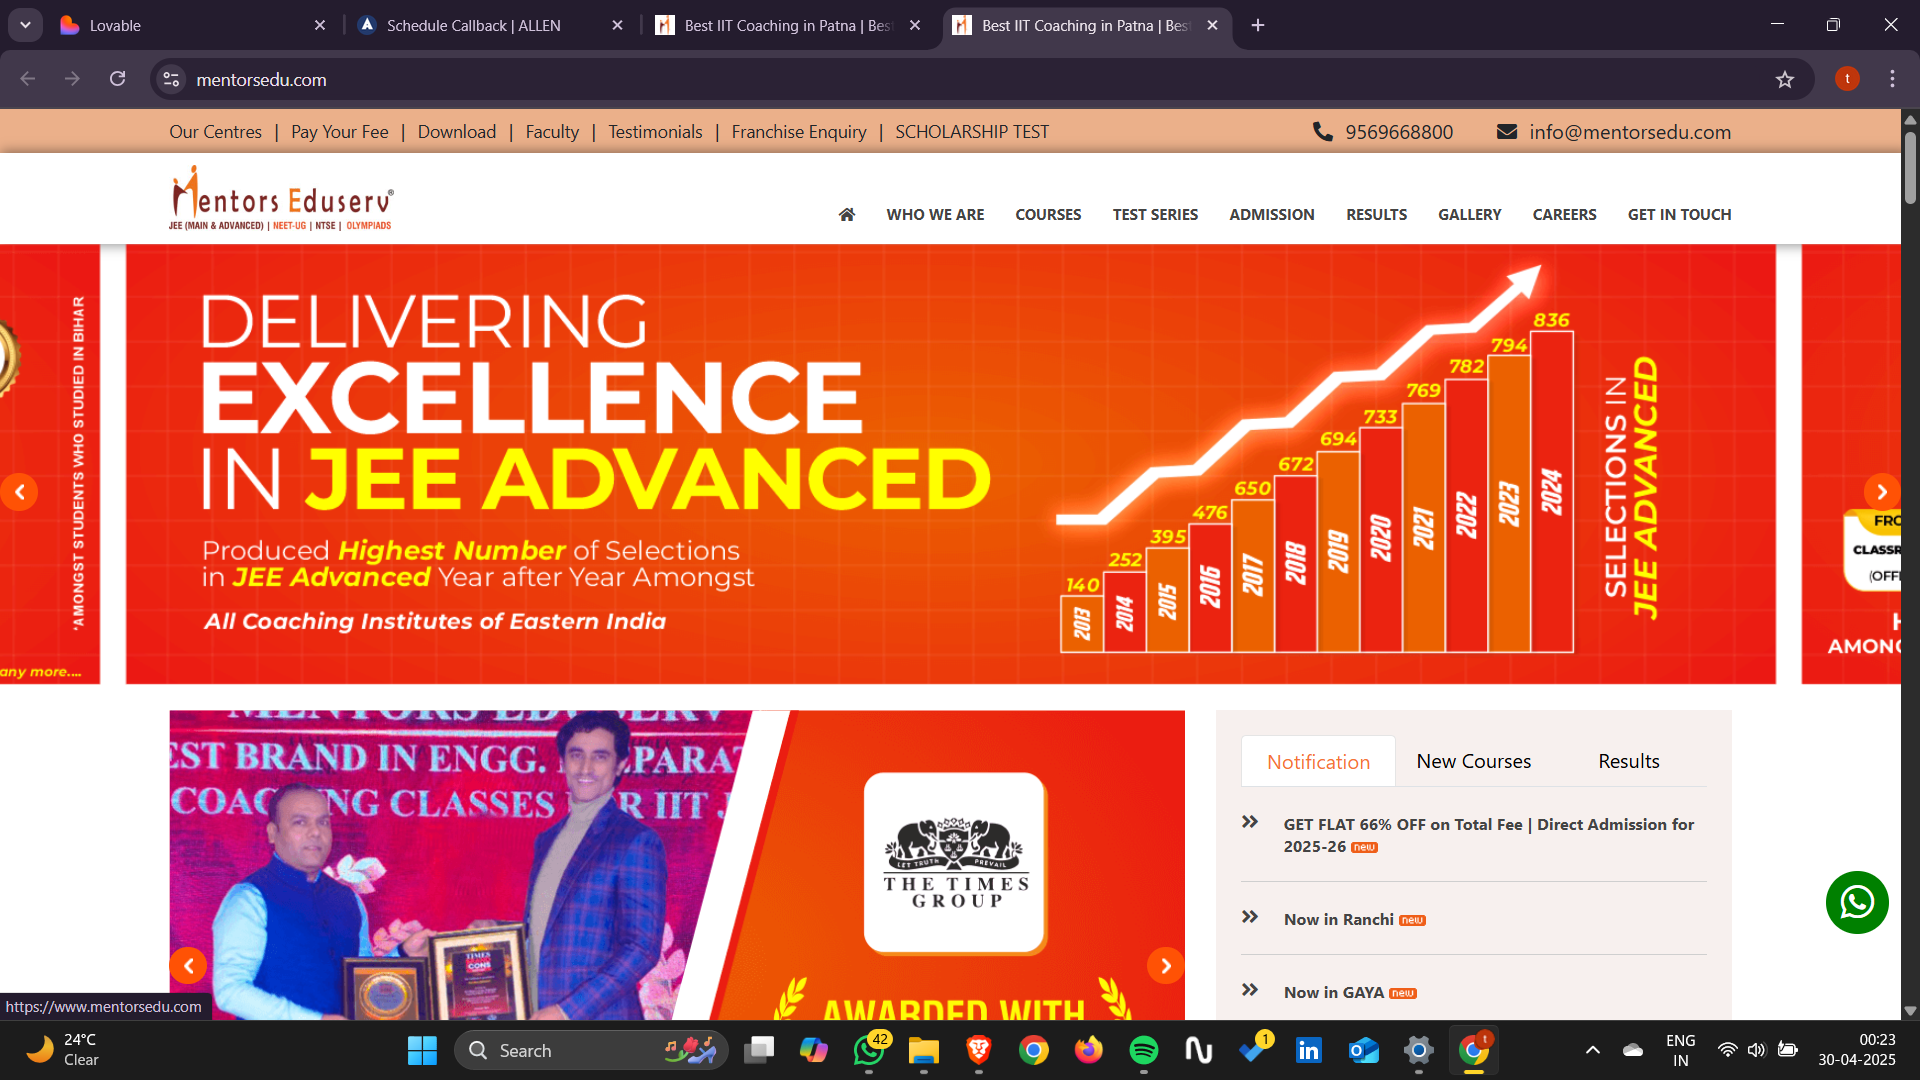 Lovable
Schedule Callback | ALLEN
Best IIT Coaching in Patna | Bes
Best IIT Coaching in Patna | Bes
mentorsedu.com
t
Our Centres | Pay Your Fee | Download | Faculty | Testimonials | Franchise Enquiry | SCHOLARSHIP TEST
9569668800
info@mentorsedu.com
Mentors Eduserv®
JEE (MAIN & ADVANCED) | NEET-UG | NTSE | OLYMPIADS
WHO WE ARE
COURSES
TEST SERIES
ADMISSION
RESULTS
GALLERY
CAREERS
GET IN TOUCH
*AMONGST STUDENTS WHO STUDIED IN BIHAR
any more....
DELIVERING
EXCELLENCE
IN JEE ADVANCED
Produced Highest Number of Selections
in JEE Advanced Year after Year Amongst
All Coaching Institutes of Eastern India
140 252 395 476 650 672 694 733 769 782 794 836
2013 2014 2015 2016 2017 2018 2019 2020 2021 2022 2023 2024
SELECTIONS IN
JEE ADVANCED
FRO
CLASSR
(OFFI
H
AMONG
MENTORS EDUSERV
EST BRAND IN ENGG. PREPARAT
COACHING CLASSES FOR IIT J
TIMES
LET TRUTH PREVAIL
THE TIMES
GROUP
AWARDED WITH
Notification
New Courses
Results
GET FLAT 66% OFF on Total Fee | Direct Admission for
2025-26 new
Now in Ranchi new
Now in GAYA new
https://www.mentorsedu.com
24°C
Clear
Search
42
1
t
ENG
IN
00:23
30-04-2025